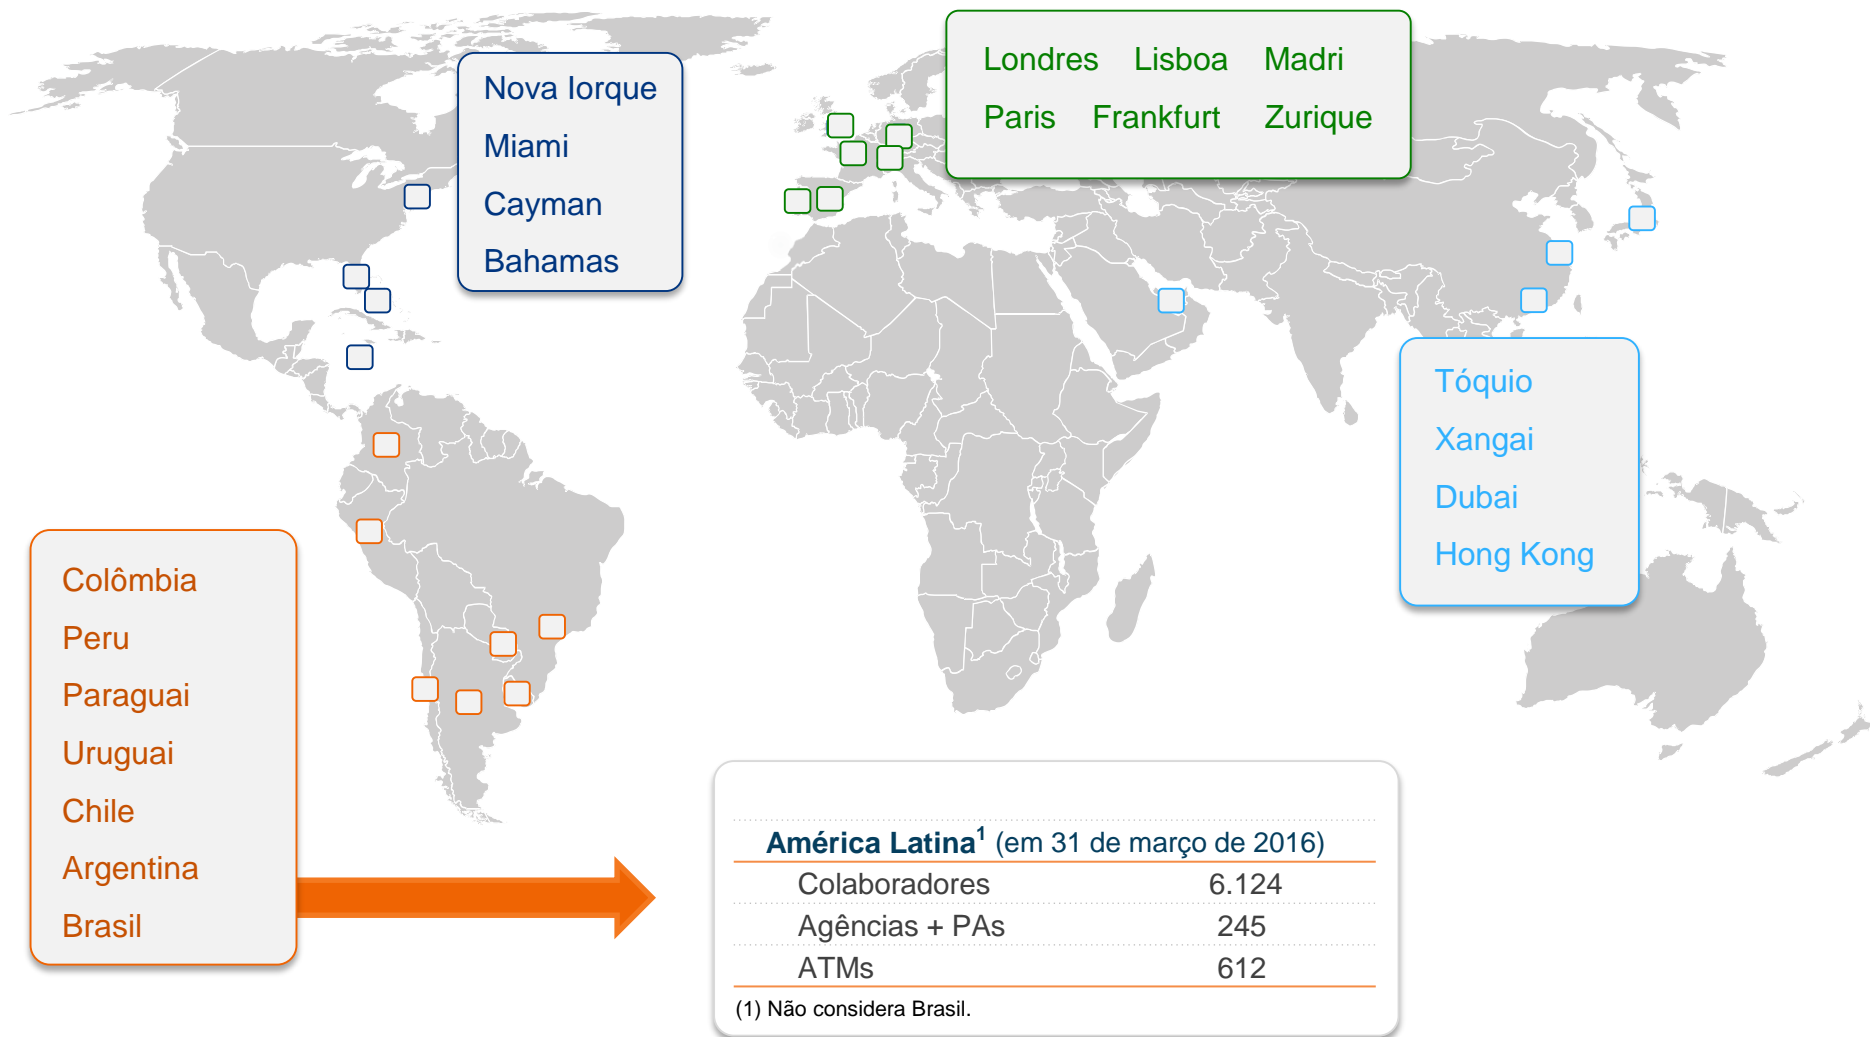 Nova Iorque
Miami
Cayman
Bahamas
Londres Lisboa Madri
Paris Frankfurt Zurique
Tóquio
Xangai
Dubai
Hong Kong
Colômbia
Peru
Paraguai
Uruguai
Chile
Argentina
Brasil
América Latina¹ (em 31 de março de 2016)
Colaboradores 6.124
Agências + PAs 245
ATMs 612
(1) Não considera Brasil.